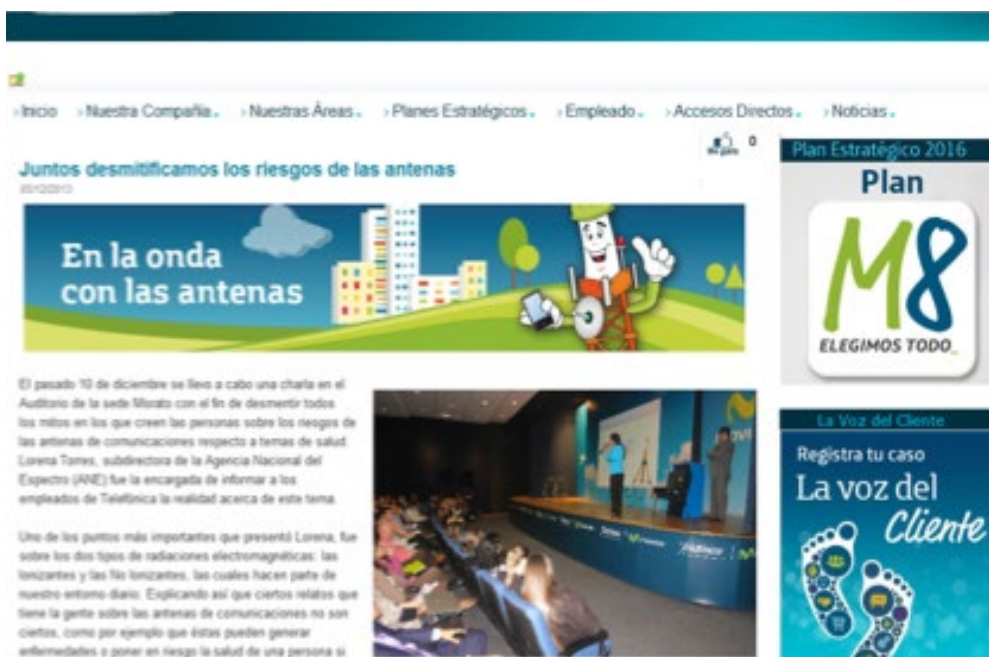 Inicio Nuestra Compañía Nuestras Áreas Planes Estratégicos Empleado Accesos Directos Noticias
Me gusta 0
Juntos desmitificamos los riesgos de las antenas
En la onda
con las antenas
El pasado 10 de diciembre se llevo a cabo una charla en el
Auditorio de la sede Morato con el fin de desmentir todos
los mitos en los que creen las personas sobre los riesgos de
las antenas de comunicaciones respecto a temas de salud.
Lorena Torres, subdirectora de la Agencia Nacional del
Espectro (ANE) fue la encargada de informar a los
empleados de Telefónica la realidad acerca de este tema.
Uno de los puntos más importantes que presentó Lorena, fue
sobre los dos tipos de radiaciones electromagnéticas: las
Ionizantes y las No Ionizantes, las cuales hacen parte de
nuestro entorno diario. Explicando así que ciertos relatos que
tiene la gente sobre las antenas de comunicaciones no son
ciertos, como por ejemplo que éstas pueden generar
enfermedades o poner en riesgo la salud de una persona si
Plan Estratégico 2016
Plan
M8
ELEGIMOS TODO_
La Voz del Cliente
Registra tu caso
La voz del
Cliente